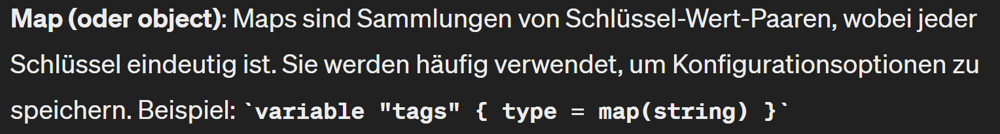 Map (oder object): Maps sind Sammlungen von Schlüssel-Wert-Paaren, wobei jeder
Schlüssel eindeutig ist. Sie werden häufig verwendet, um Konfigurationsoptionen zu
speichern. Beispiel: `variable "tags" { type = map(string) }`